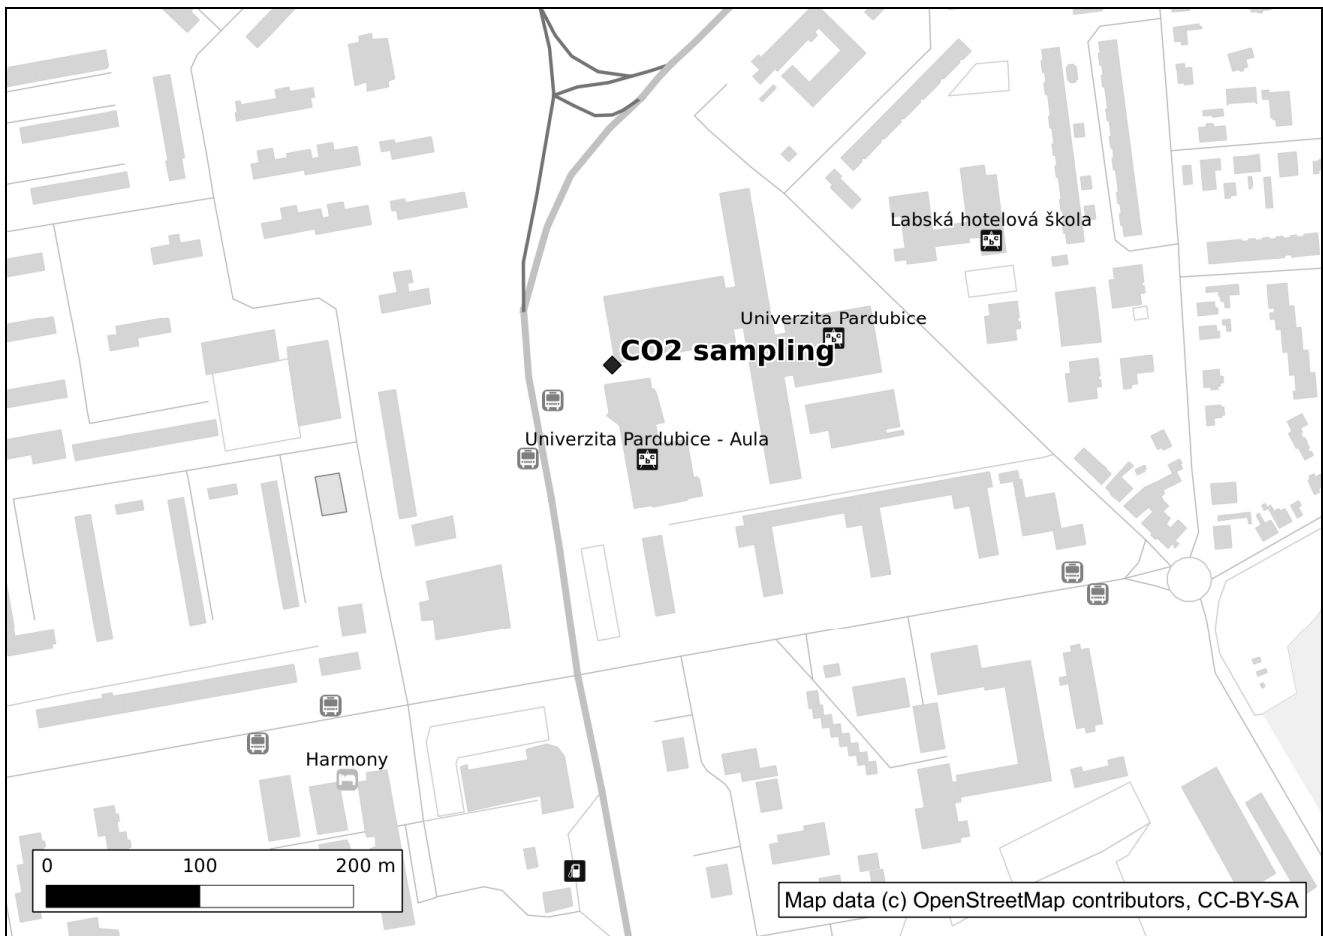 Labská hotelová škola
Univerzita Pardubice
CO2 sampling
Univerzita Pardubice - Aula
Harmony
0 100 200 m
Map data (c) OpenStreetMap contributors, CC-BY-SA